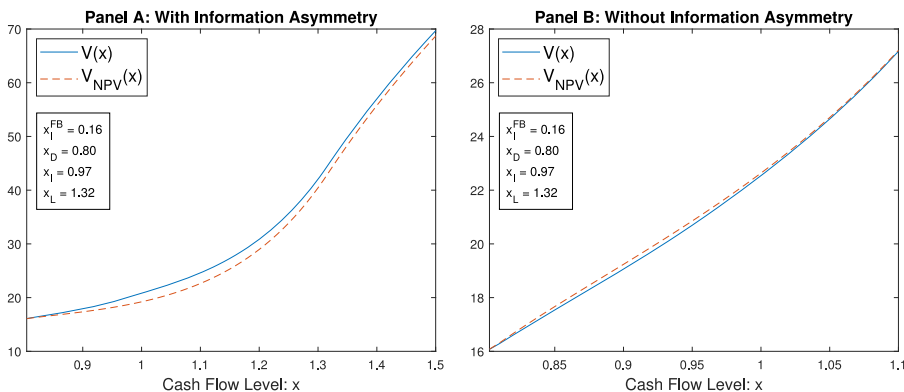 Panel A: With Information Asymmetry
70
60
50
40
30
20
10
V(x)
V_NPV(x)
x_I^FB = 0.16
x_D = 0.80
x_I = 0.97
x_L = 1.32
0.9 1 1.1 1.2 1.3 1.4 1.5
Cash Flow Level: x
Panel B: Without Information Asymmetry
28
26
24
22
20
18
16
V(x)
V_NPV(x)
x_I^FB = 0.16
x_D = 0.80
x_I = 0.97
x_L = 1.32
0.85 0.9 0.95 1 1.05 1.1
Cash Flow Level: x